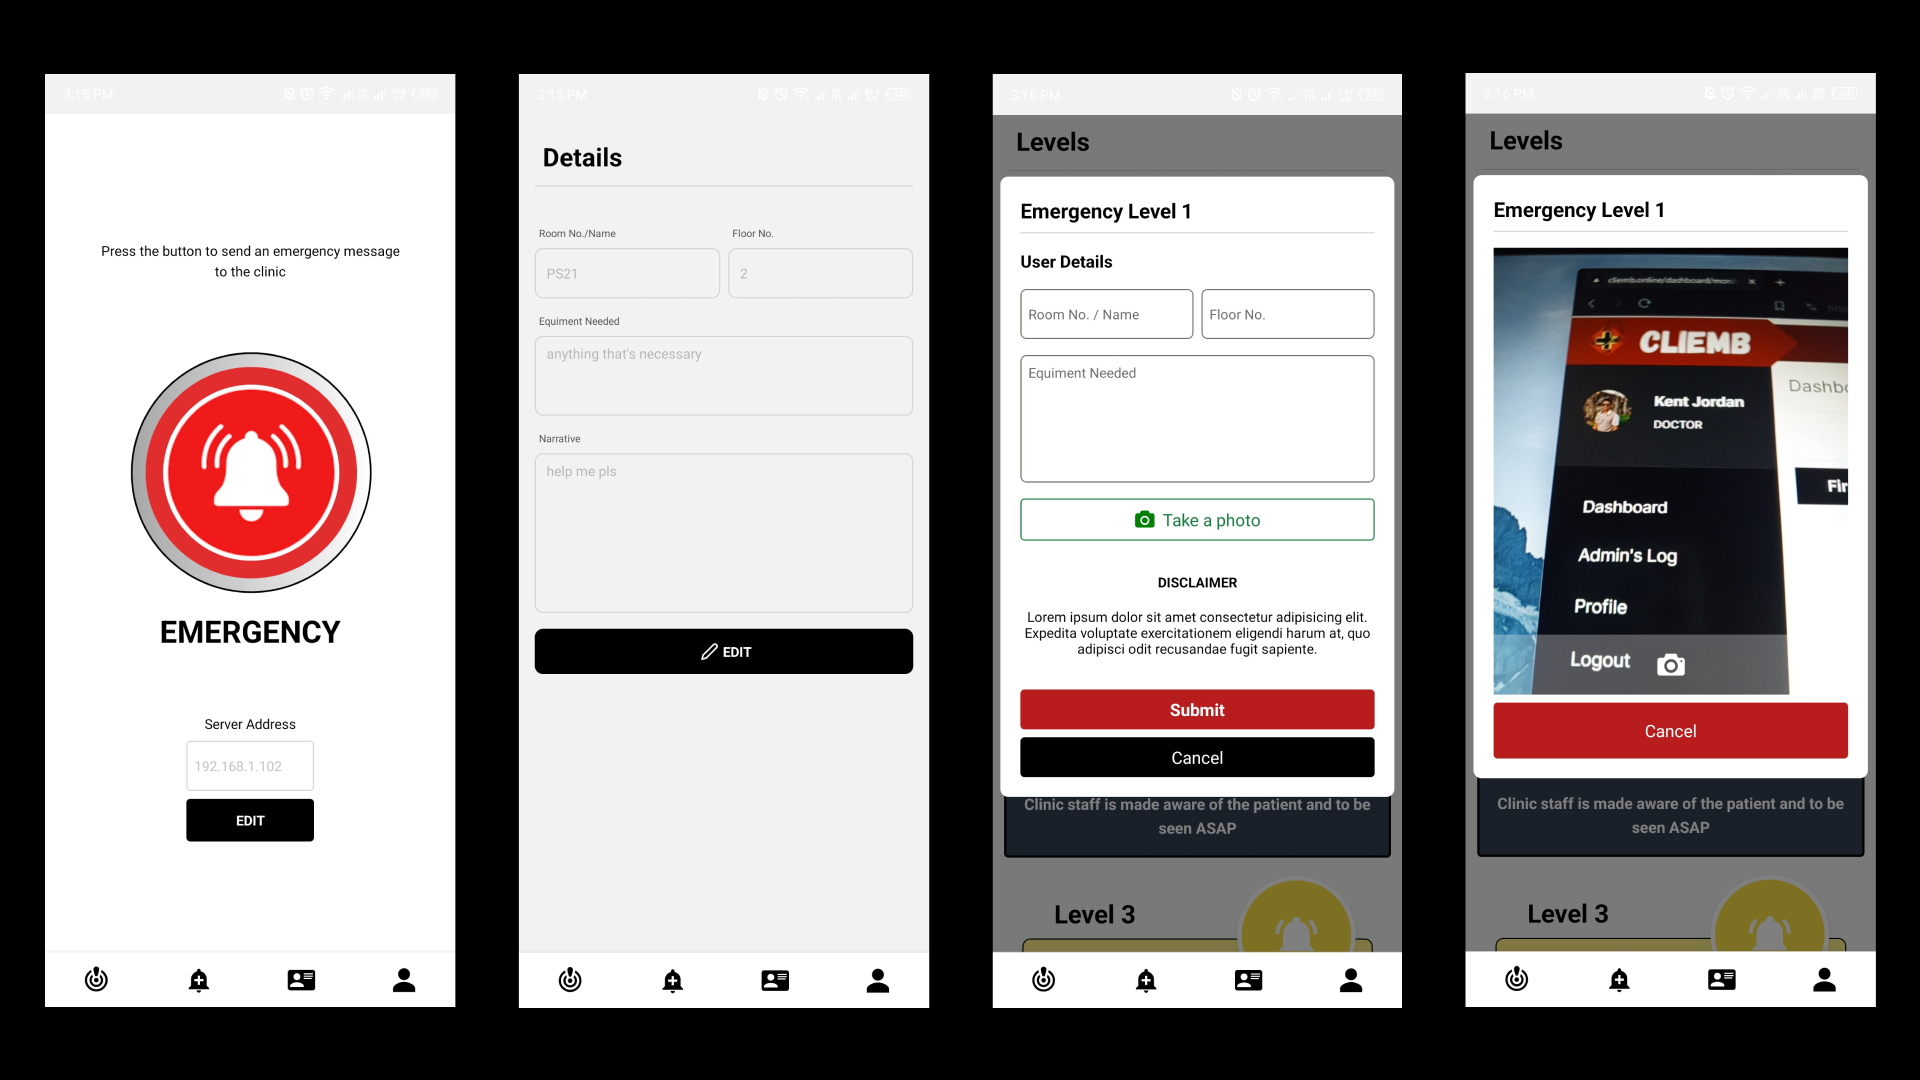 3:15 PM
Press the button to send an emergency message
to the clinic
EMERGENCY
Server Address
192.168.1.102
EDIT
3:15 PM
Details
Room No./Name
Floor No.
PS21
2
Equiment Needed
anything that's necessary
Narrative
help me pls
EDIT
3:16 PM
Levels
Emergency Level 1
User Details
Room No. / Name
Floor No.
Equiment Needed
Take a photo
DISCLAIMER
Lorem ipsum dolor sit amet consectetur adipisicing elit.
Expedita voluptate exercitationem eligendi harum at, quo
adipisci odit recusandae fugit sapiente.
Submit
Cancel
Clinic staff is made aware of the patient and to be
seen ASAP
Level 3
3:16 PM
Levels
Emergency Level 1
cliemb.online/dashboard/mon
CLIEMB
Dashbo
Kent Jordan
DOCTOR
Fir
Dashboard
Admin's Log
Profile
Logout
Cancel
Clinic staff is made aware of the patient and to be
seen ASAP
Level 3